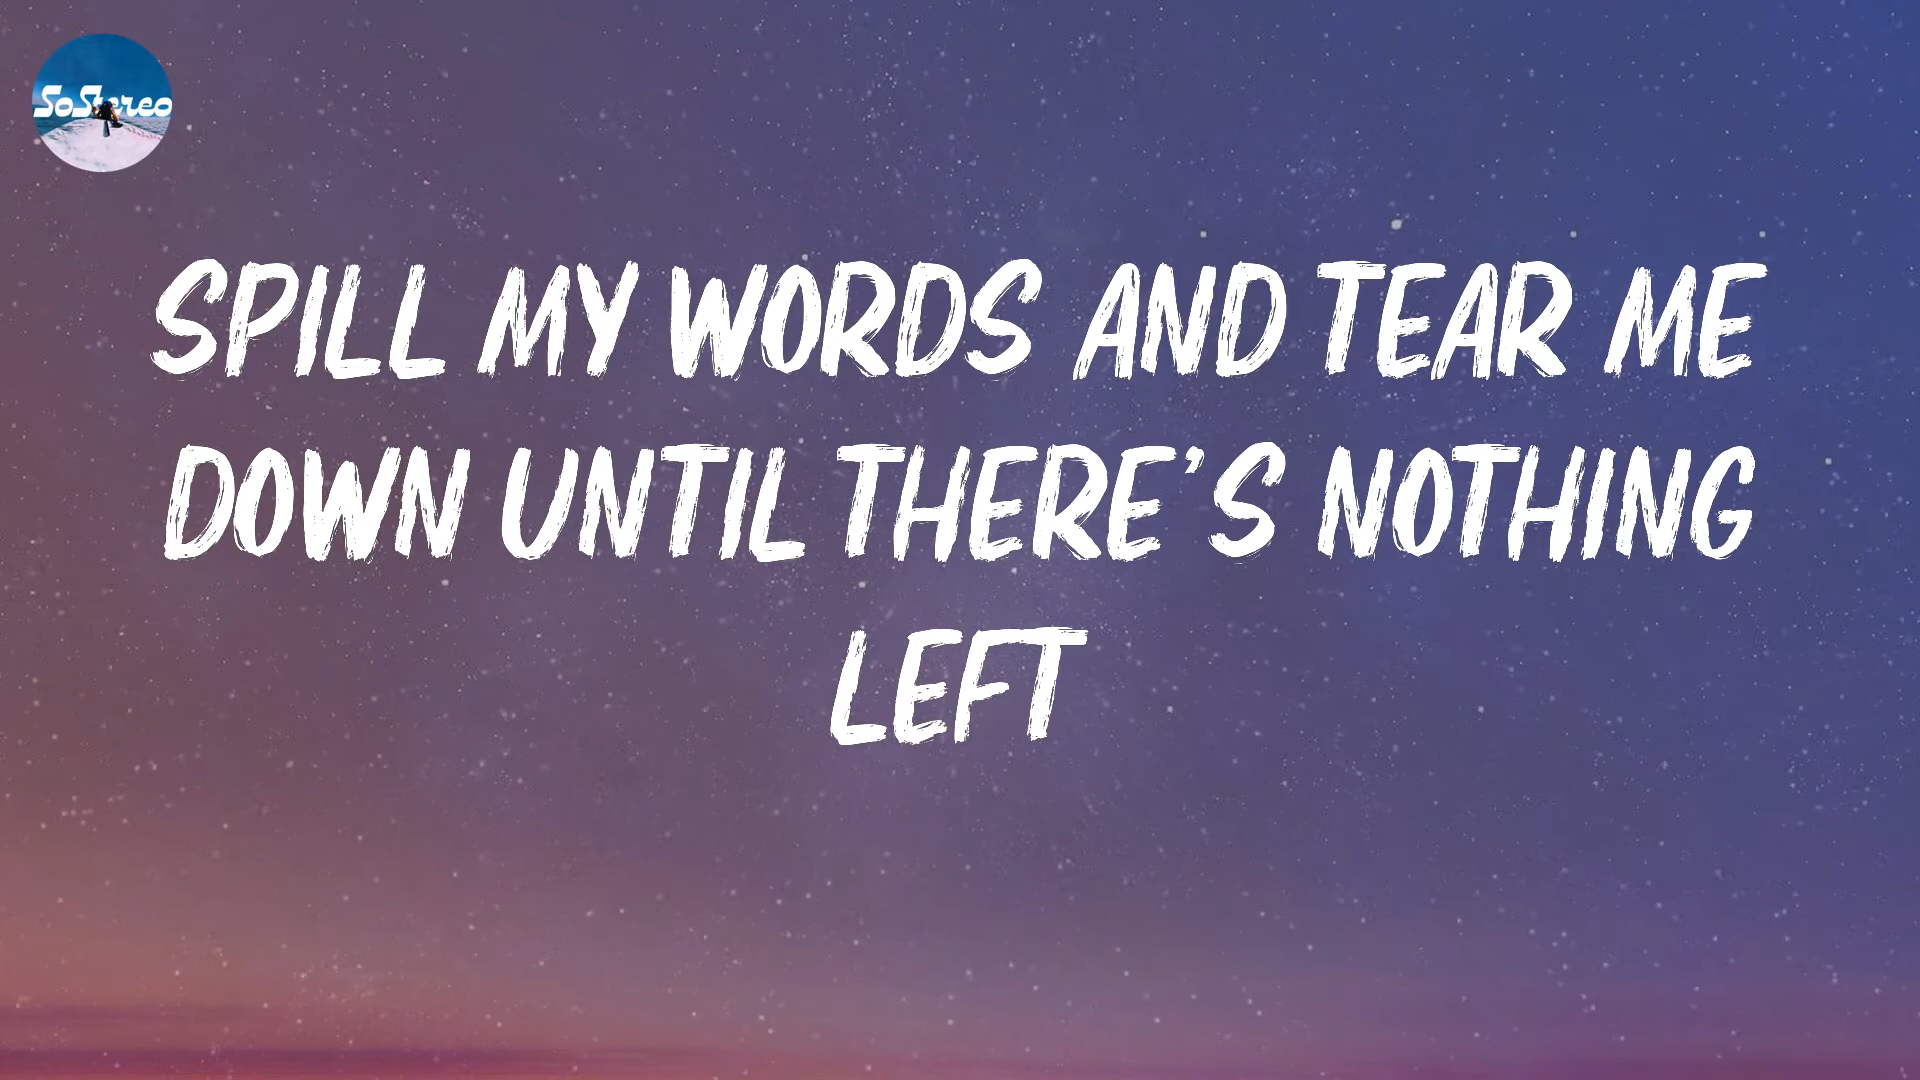 SoStereo
SPILL MY WORDS AND TEAR ME
DOWN UNTIL THERE'S NOTHING
LEFT